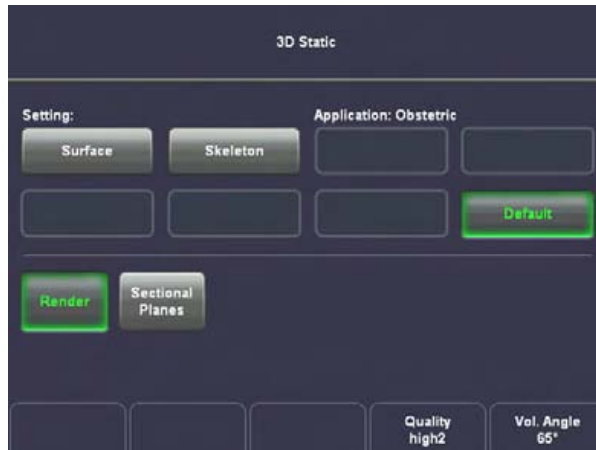 3D Static
Setting:
Application: Obstetric
Surface
Skeleton
Default
Render
Sectional
Planes
Quality
high2
Vol. Angle
65°